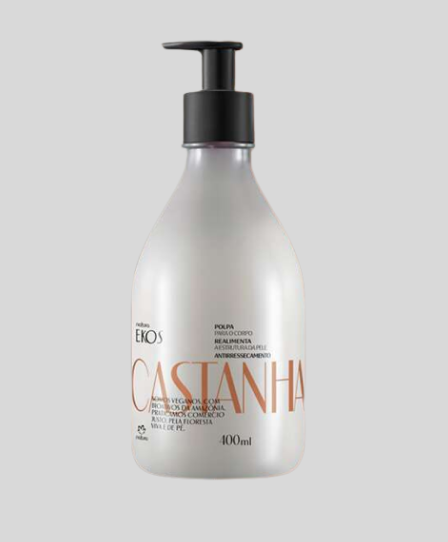 natura
EKOS
POLPA
PARA O CORPO
REALIMENTA
A ESTRUTURA DA PELE
ANTIRRESSECAMENTO
CASTANHA
SOMOS VEGANOS, COM
BIOATIVOS DA AMAZÔNIA.
PRATICAMOS COMÉRCIO
JUSTO, PELA FLORESTA
VIVA E DE PÉ.
natura
400ml